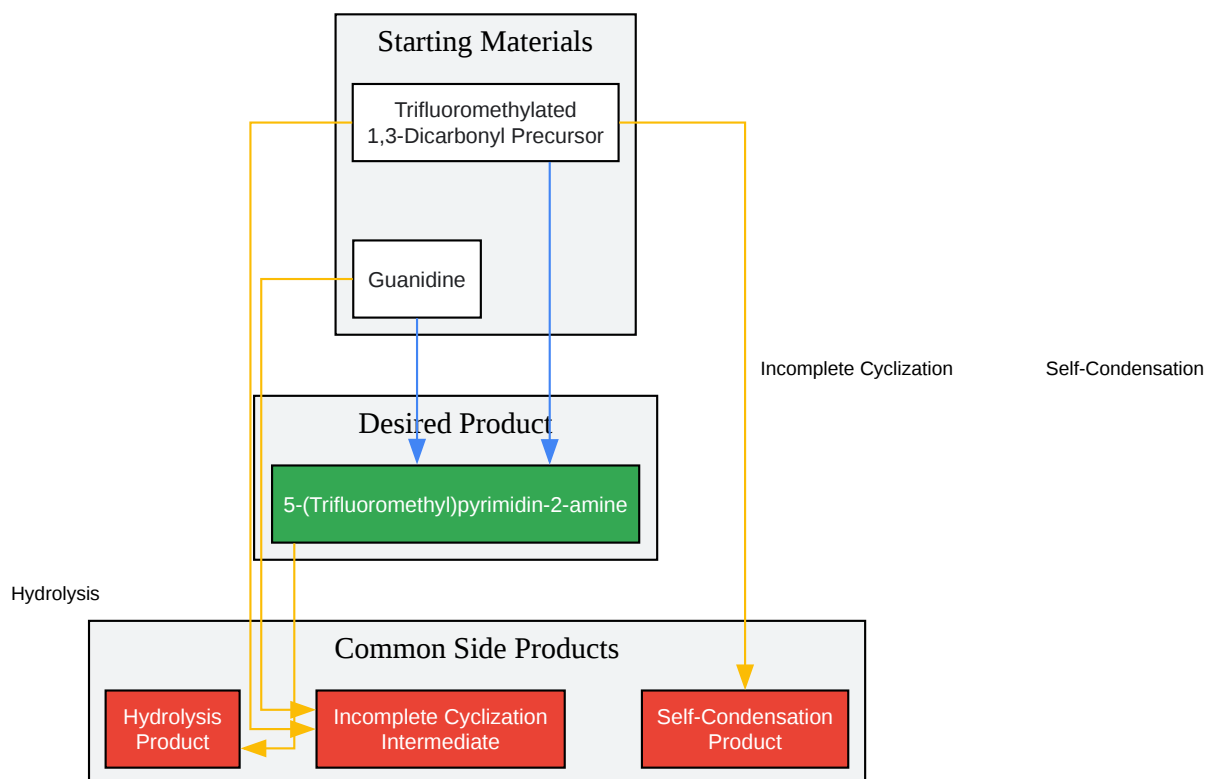 Starting Materials
Trifluoromethylated
1,3-Dicarbonyl Precursor
Guanidine
Incomplete Cyclization
Self-Condensation
Desired Product
5-(Trifluoromethyl)pyrimidin-2-amine
Hydrolysis
Common Side Products
Hydrolysis
Product
Incomplete Cyclization
Intermediate
Self-Condensation
Product